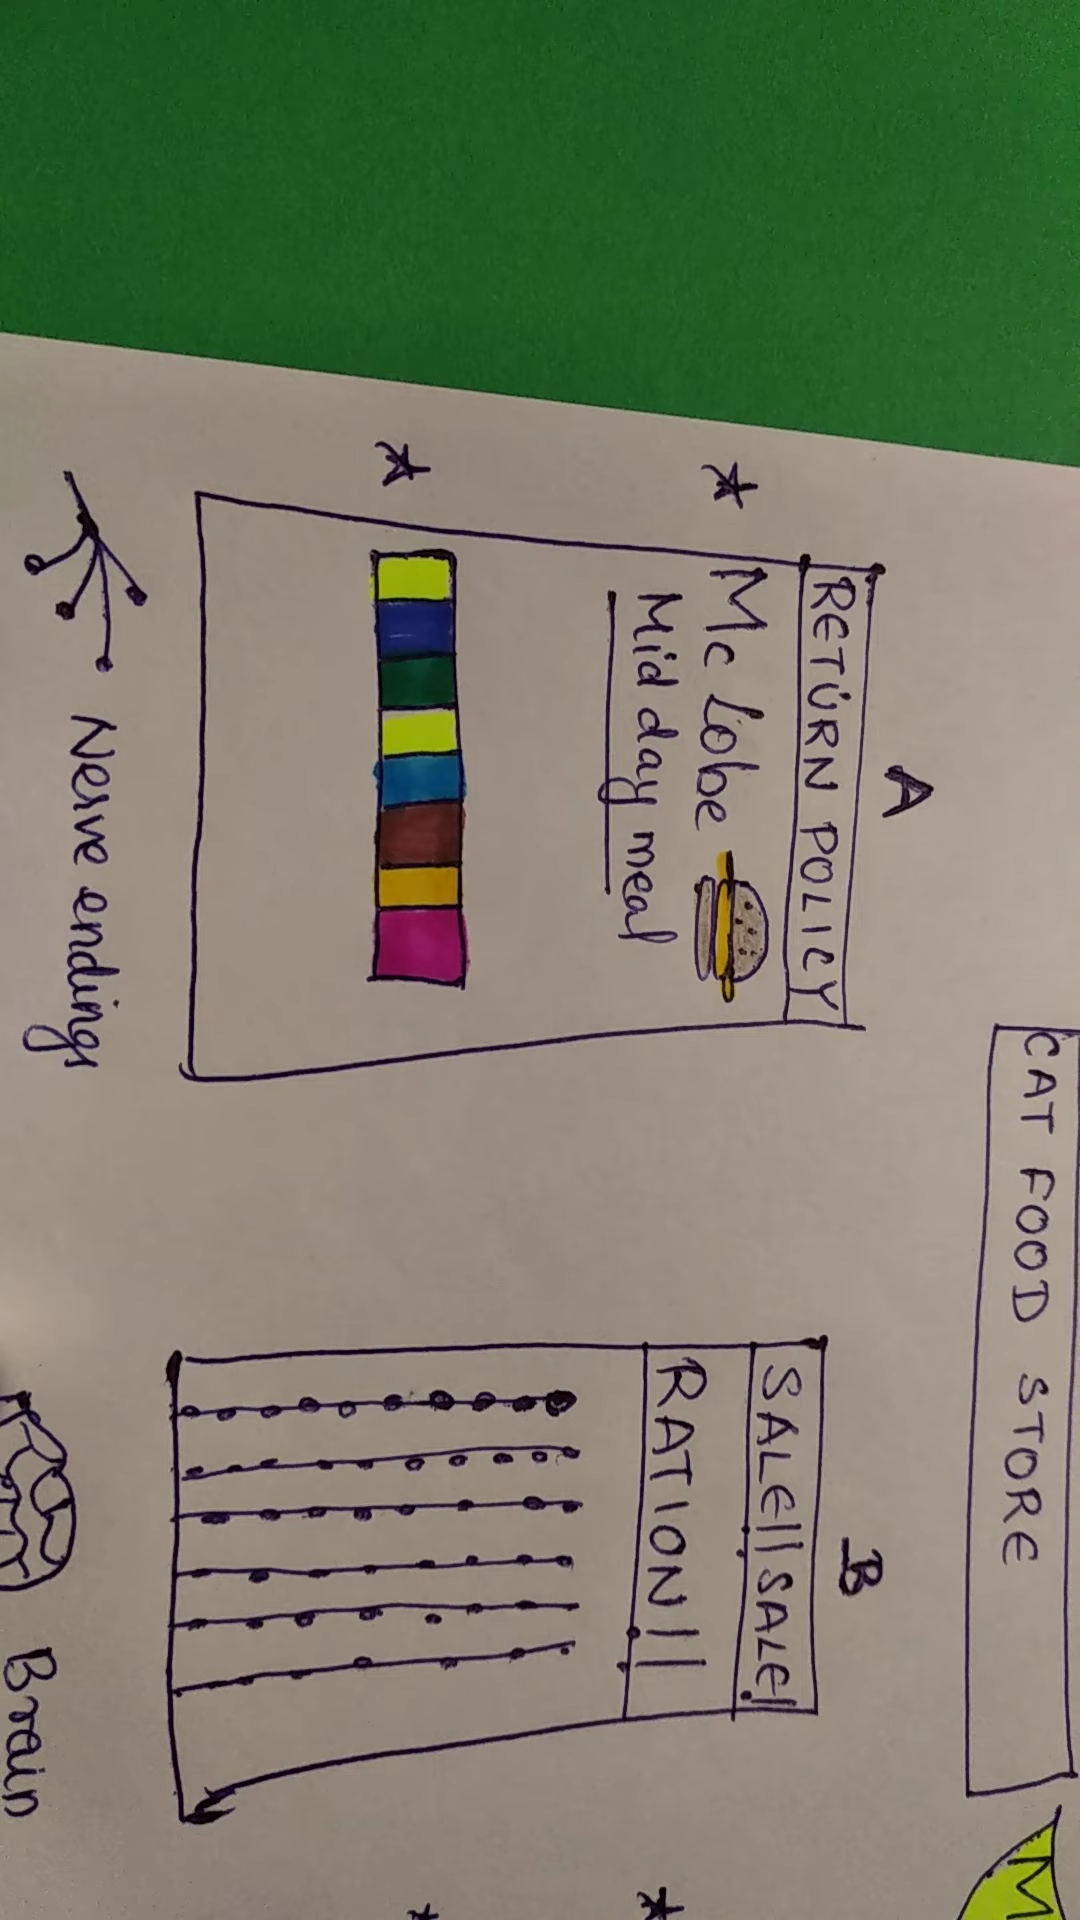 CAT FOOD STORE
M
A
RETURN POLICY
Mc Lobe
Mid day meal
B
SALE!! SALE!
RATION!!
Nerve endings
Brain